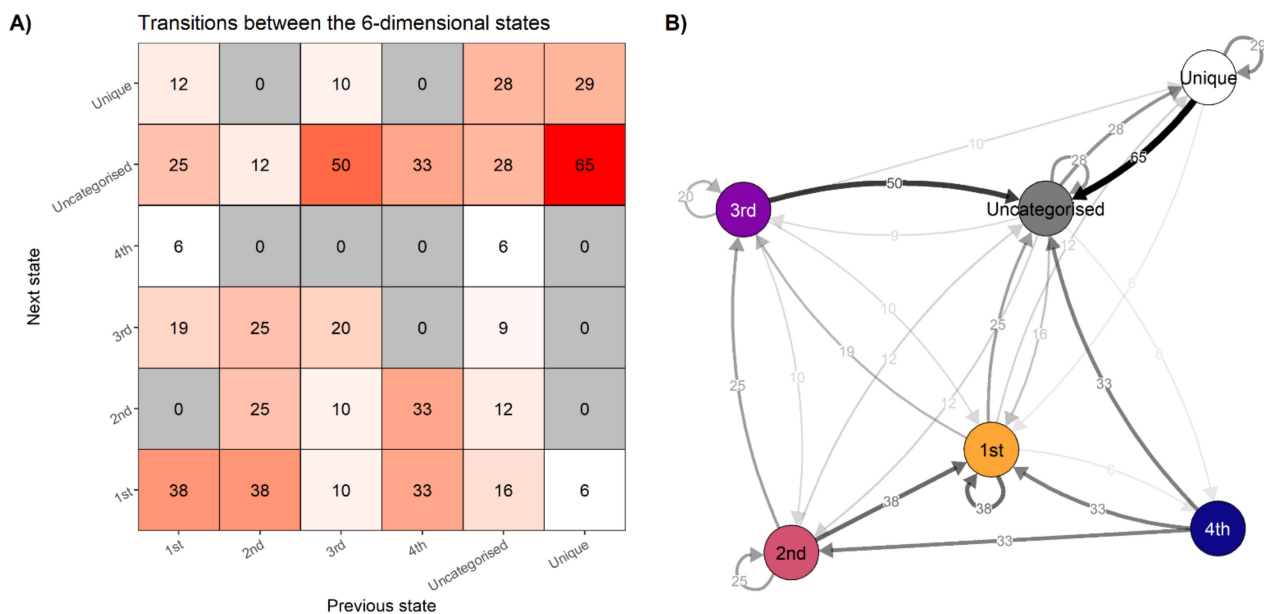 A)
Transitions between the 6-dimensional states
Next state
Unique 12 0 10 0 28 29
Uncategorised 25 12 50 33 28 65
4th 6 0 0 0 6 0
3rd 19 25 20 0 9 0
2nd 0 25 10 33 12 0
1st 38 38 10 33 16 6
1st 2nd 3rd 4th Uncategorised Unique
Previous state
B)
29
Unique
10
28
65
28
20
3rd
50
Uncategorised
9
12
10
6
25
16
19
12
10
6
25
33
12
1st
6
38
38
33
2nd
33
4th
25